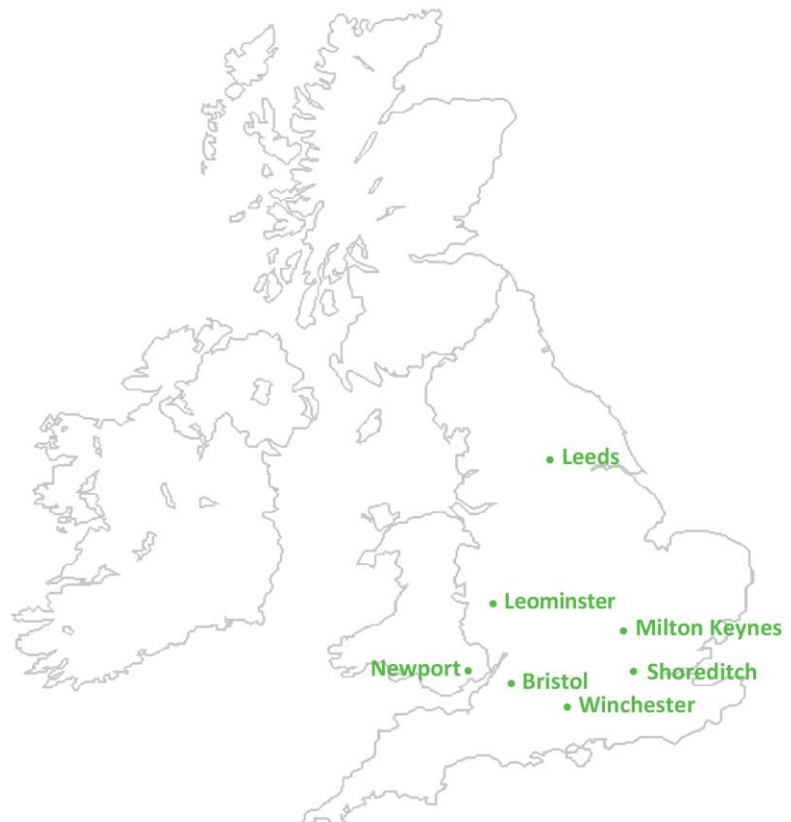 Leeds
Leominster
Milton Keynes
Newport
Shoreditch
Bristol
Winchester